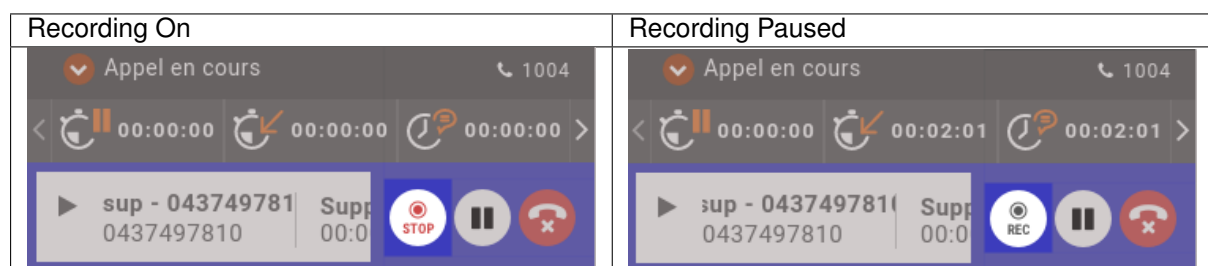 Recording On
Recording Paused
Appel en cours
1004
00:00:00
00:00:00
00:00:00
sup - 043749781
0437497810
Supp
00:0
STOP
Appel en cours
1004
00:00:00
00:02:01
00:02:01
sup - 043749781
0437497810
Supp
00:0
REC